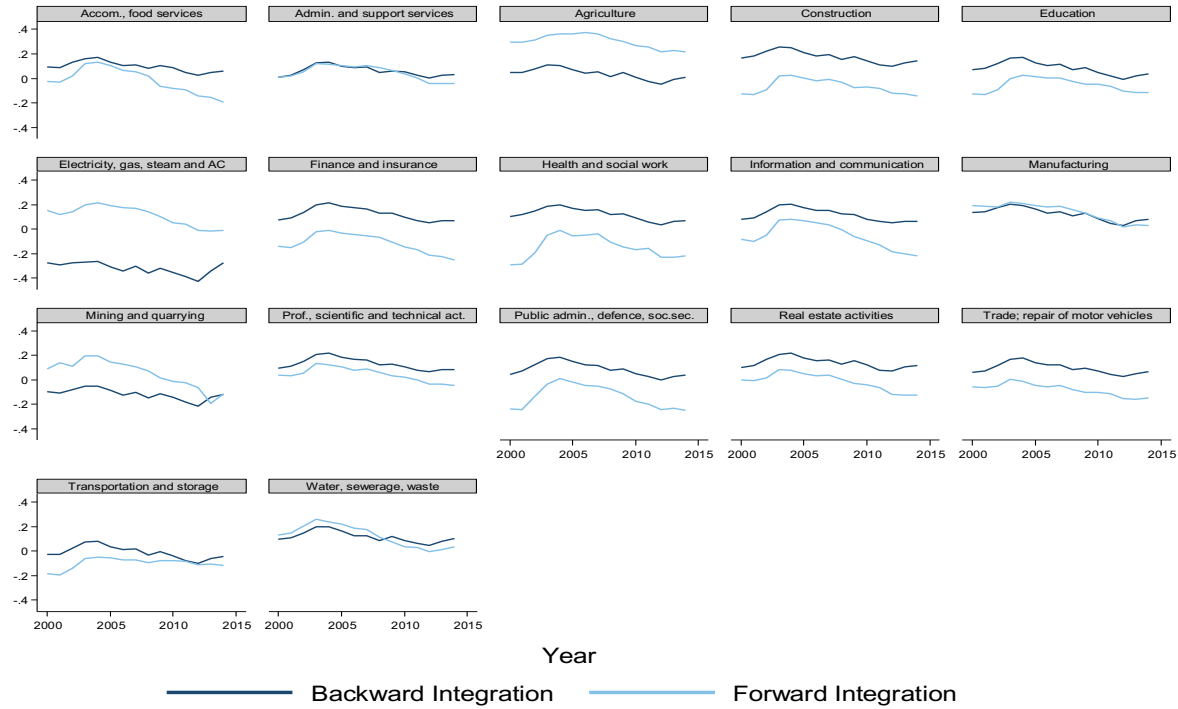 Accom., food services Admin. and support services Agriculture Construction Education
.4
.2
0
-.2
-.4
Electricity, gas, steam and AC Finance and insurance Health and social work Information and communication Manufacturing
.4
.2
0
-.2
-.4
Mining and quarrying Prof., scientific and technical act. Public admin., defence, soc.sec. Real estate activities Trade; repair of motor vehicles
.4
.2
0
-.2
-.4
2000 2005 2010 2015 2000 2005 2010 2015 2000 2005 2010 2015
Transportation and storage Water, sewerage, waste
.4
.2
0
-.2
-.4
2000 2005 2010 2015 2000 2005 2010 2015
Year
Backward Integration Forward Integration